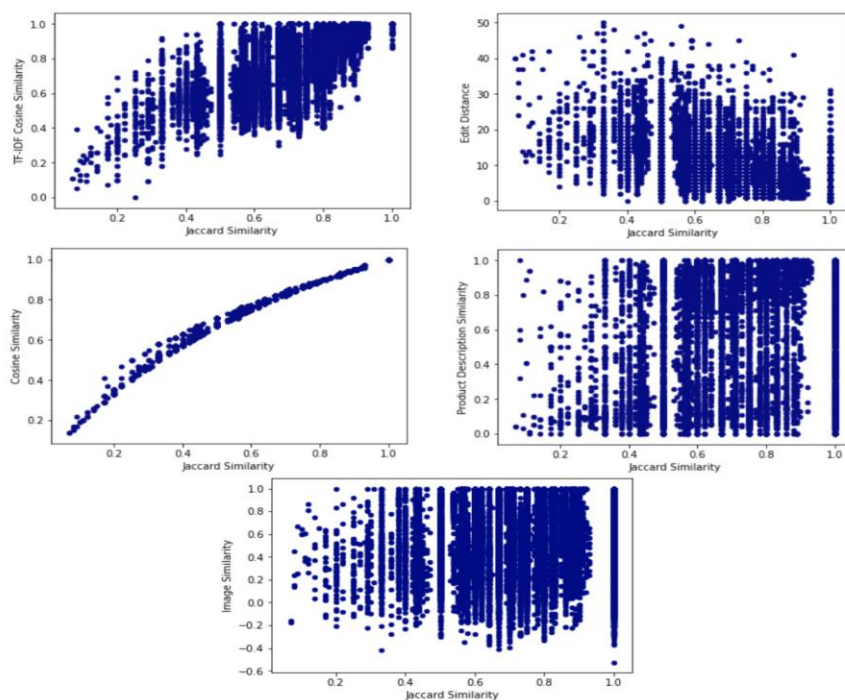 TF-IDF Cosine Similarity
1.0
0.8
0.6
0.4
0.2
0.0
0.2 0.4 0.6 0.8 1.0
Jaccard Similarity
Edit Distance
50
40
30
20
10
0
0.2 0.4 0.6 0.8 1.0
Jaccard Similarity
Cosine Similarity
1.0
0.8
0.6
0.4
0.2
0.2 0.4 0.6 0.8 1.0
Jaccard Similarity
Product Description Similarity
1.0
0.8
0.6
0.4
0.2
0.0
0.2 0.4 0.6 0.8 1.0
Jaccard Similarity
Image Similarity
1.0
0.8
0.6
0.4
0.2
0.0
−0.2
−0.4
−0.6
0.2 0.4 0.6 0.8 1.0
Jaccard Similarity